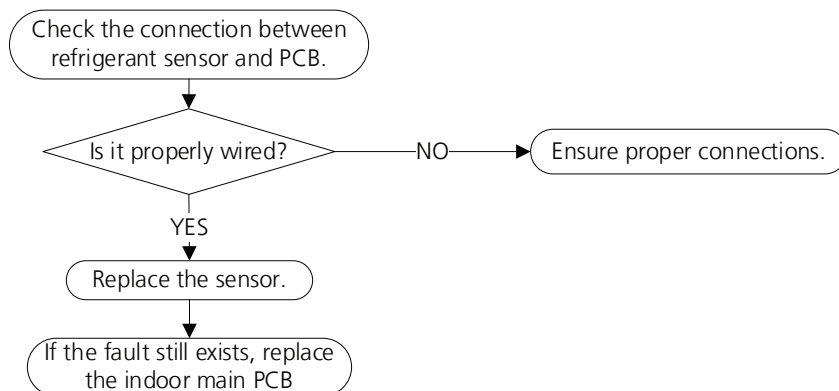 Check the connection between
refrigerant sensor and PCB.
Is it properly wired?
NO
Ensure proper connections.
YES
Replace the sensor.
If the fault still exists, replace
the indoor main PCB